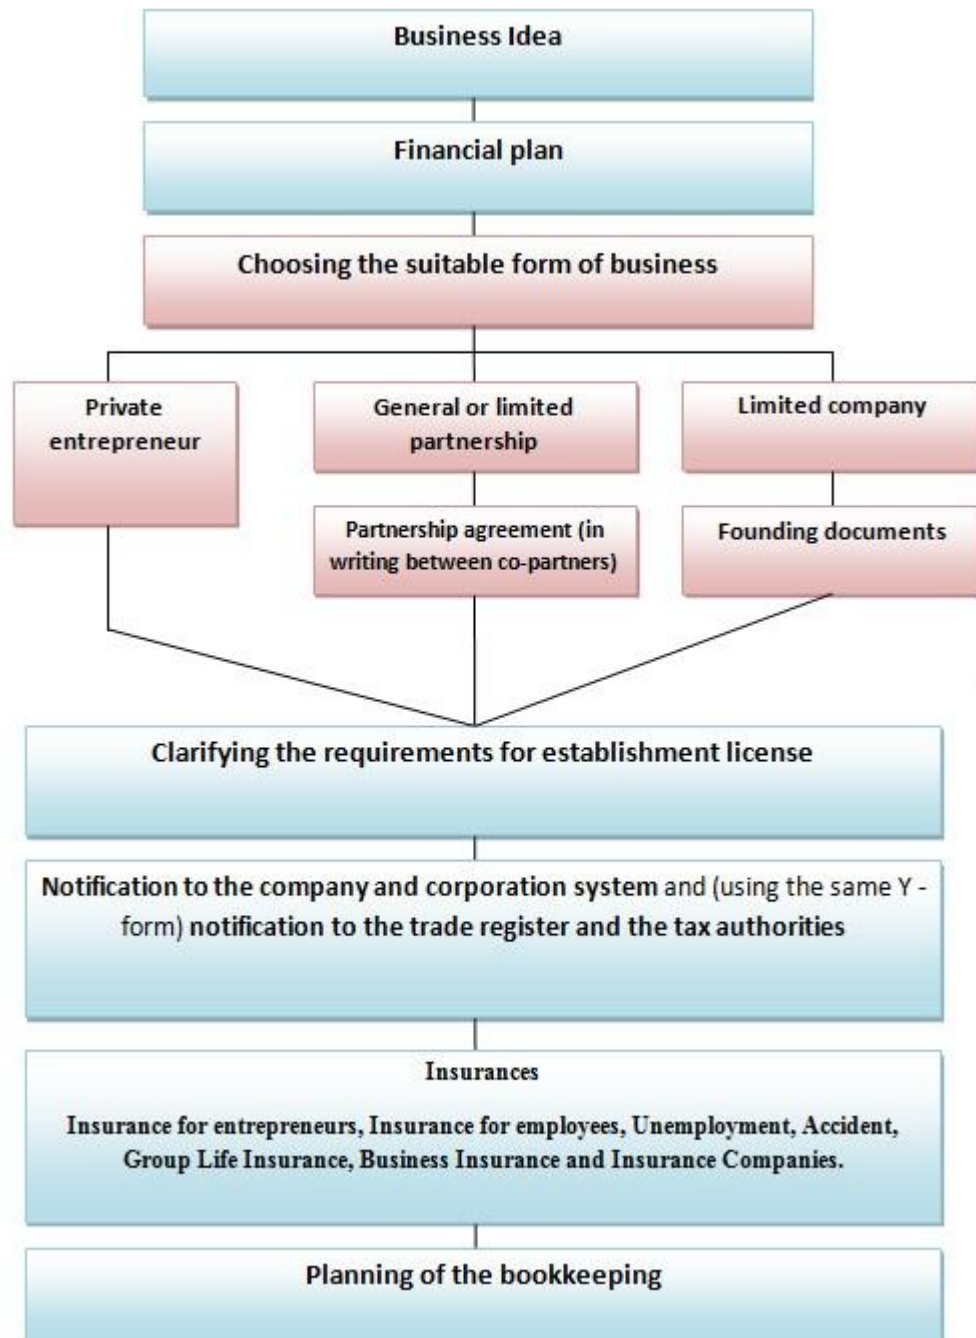 Business Idea
Financial plan
Choosing the suitable form of business
Private
entrepreneur
General or limited
partnership
Limited company
Partnership agreement (in
writing between co-partners)
Founding documents
Clarifying the requirements for establishment license
Notification to the company and corporation system and (using the same Y -
form) notification to the trade register and the tax authorities
Insurances
Insurance for entrepreneurs, Insurance for employees, Unemployment, Accident,
Group Life Insurance, Business Insurance and Insurance Companies.
Planning of the bookkeeping